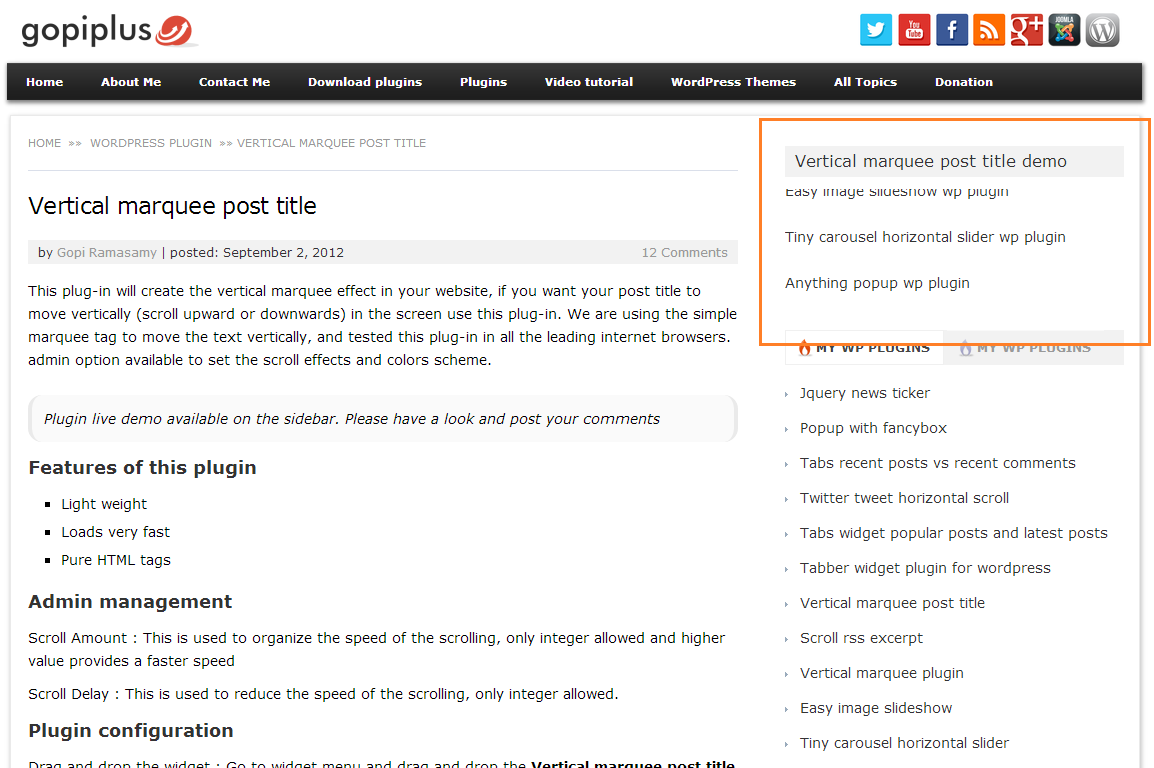 gopiplus
You
Tube
JOOMLA
Home About Me Contact Me Download plugins Plugins Video tutorial WordPress Themes All Topics Donation
HOME »» WORDPRESS PLUGIN »» VERTICAL MARQUEE POST TITLE
Vertical marquee post title
by Gopi Ramasamy | posted: September 2, 2012 12 Comments
This plug-in will create the vertical marquee effect in your website, if you want your post title to
move vertically (scroll upward or downwards) in the screen use this plug-in. We are using the simple
marquee tag to move the text vertically, and tested this plug-in in all the leading internet browsers.
admin option available to set the scroll effects and colors scheme.
Plugin live demo available on the sidebar. Please have a look and post your comments
Features of this plugin
Light weight
Loads very fast
Pure HTML tags
Admin management
Scroll Amount : This is used to organize the speed of the scrolling, only integer allowed and higher
value provides a faster speed
Scroll Delay : This is used to reduce the speed of the scrolling, only integer allowed.
Plugin configuration
Drag and drop the widget : Go to widget menu and drag and drop the Vertical marquee post title
Vertical marquee post title demo
Easy image slideshow wp plugin
Tiny carousel horizontal slider wp plugin
Anything popup wp plugin
MY WP PLUGINS MY WP PLUGINS
Jquery news ticker
Popup with fancybox
Tabs recent posts vs recent comments
Twitter tweet horizontal scroll
Tabs widget popular posts and latest posts
Tabber widget plugin for wordpress
Vertical marquee post title
Scroll rss excerpt
Vertical marquee plugin
Easy image slideshow
Tiny carousel horizontal slider